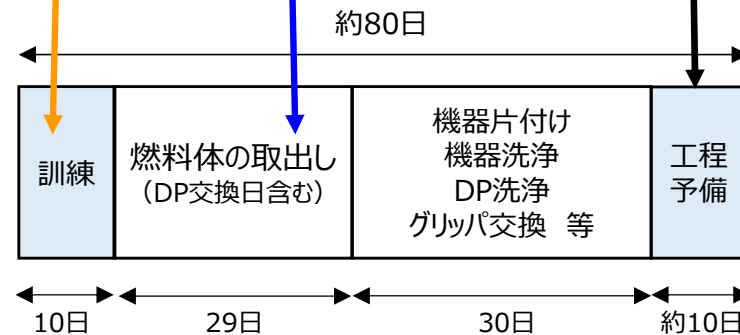 約80日
訓練
燃料体の取出し
（DP交換日含む）
機器片付け
機器洗浄
DP洗浄
グリッパ交換　等
工程
予備
10日
29日
30日
約10日